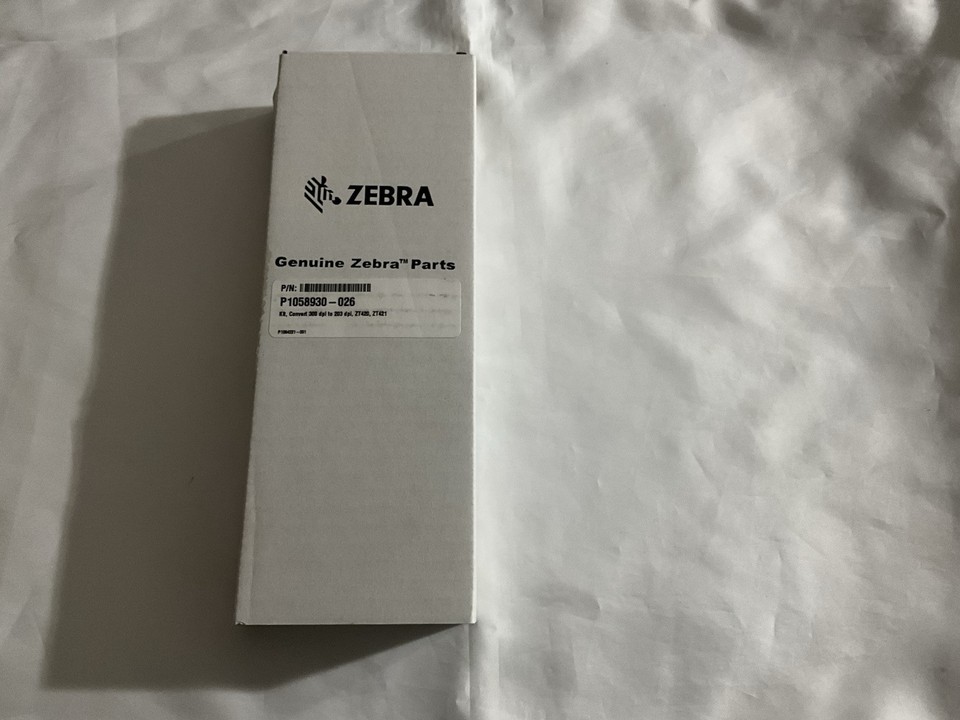 ZEBRA
Genuine Zebra™ Parts
P/N:
P1058930-026
Kit, Convert 300 dpi to 203 dpi, ZT420, ZT421